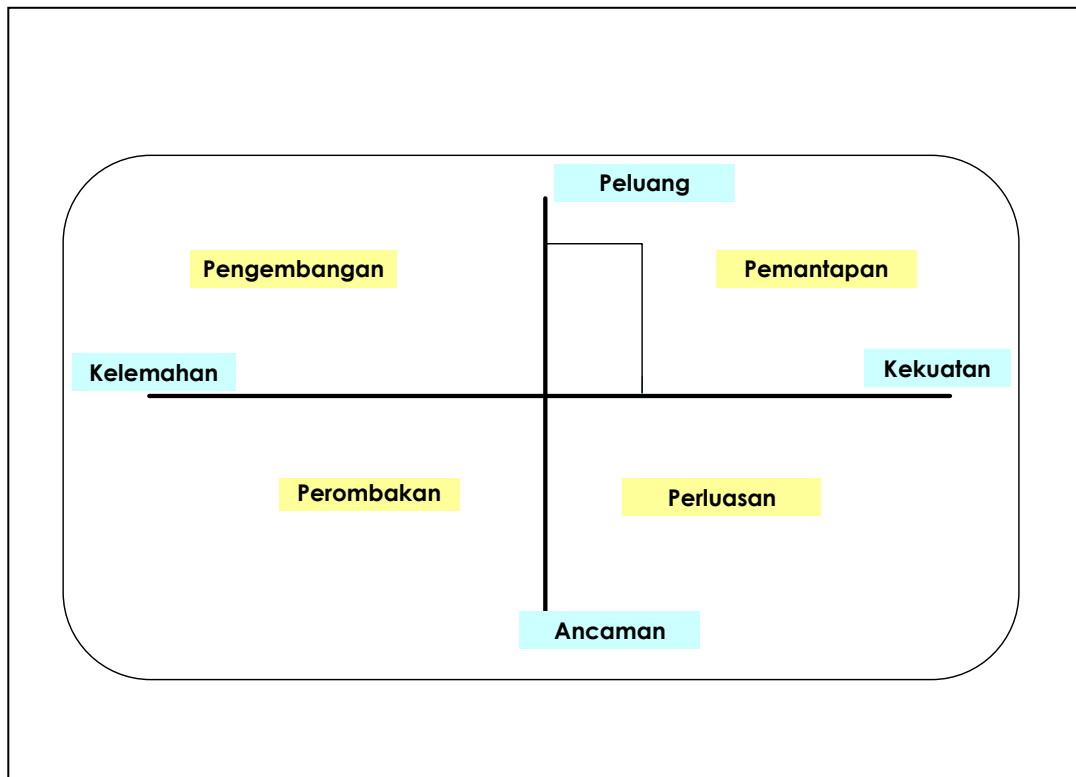 Peluang
Pengembangan
Pemantapan
Kelemahan
Kekuatan
Perombakan
Perluasan
Ancaman